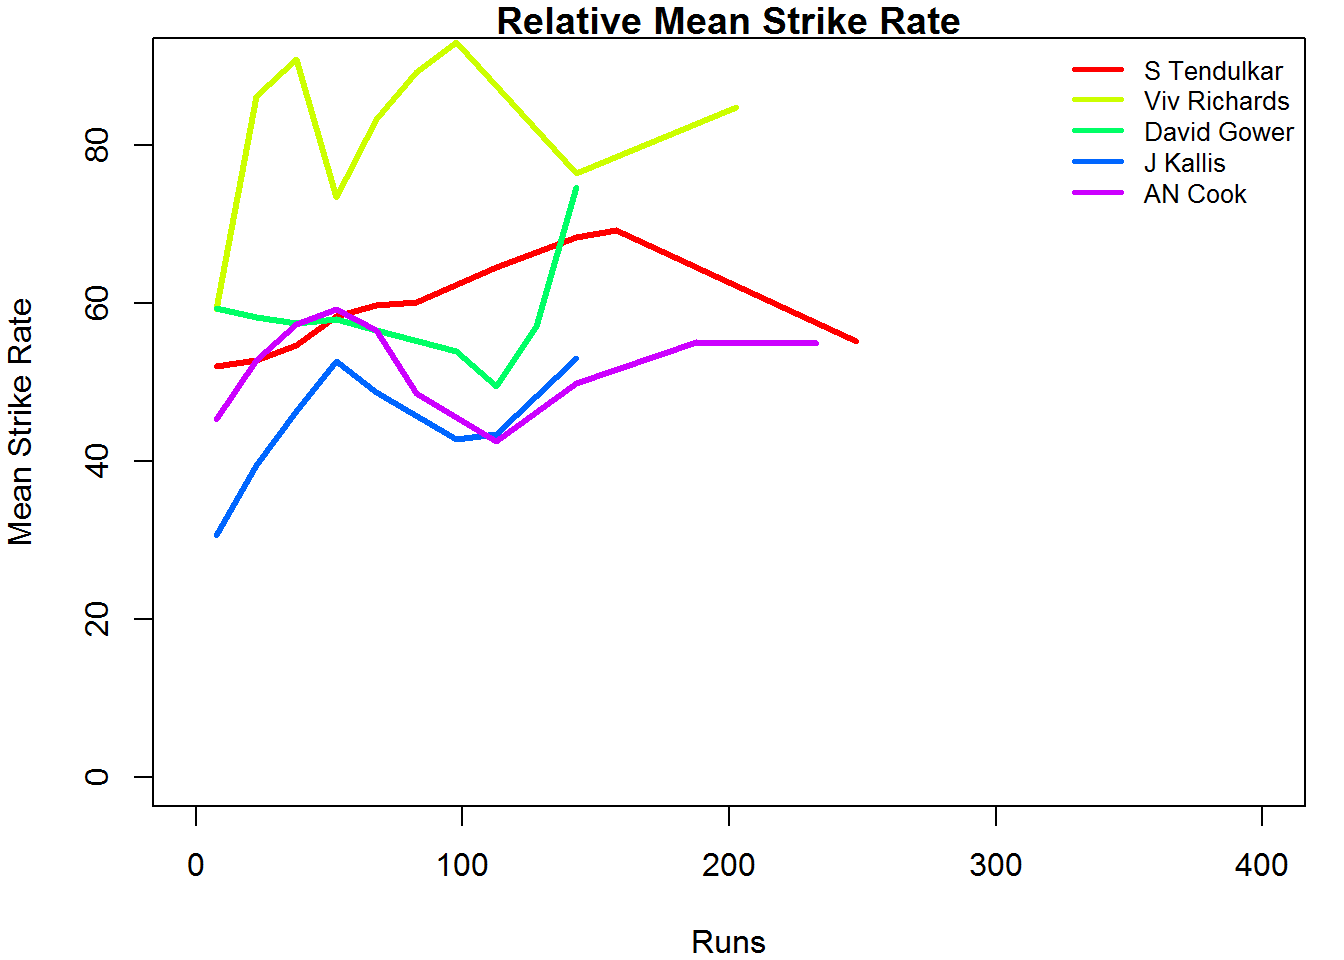 Relative Mean Strike Rate
S Tendulkar
Viv Richards
David Gower
J Kallis
AN Cook
Mean Strike Rate
80
60
40
20
0
0 100 200 300 400
Runs